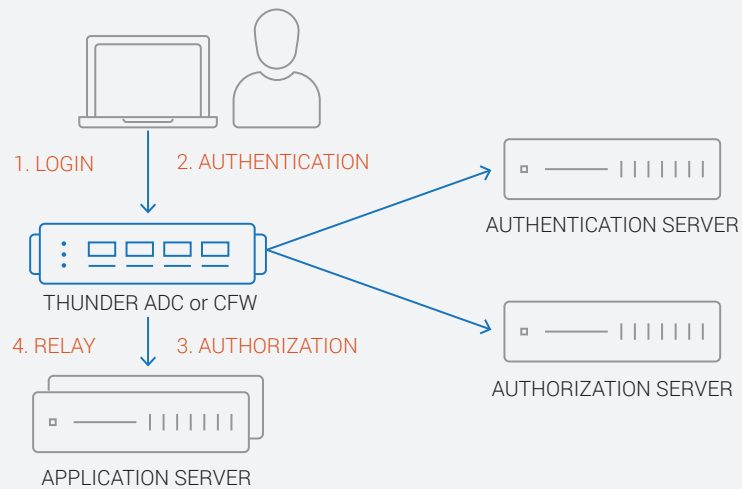 1. LOGIN
2. AUTHENTICATION
AUTHENTICATION SERVER
THUNDER ADC or CFW
4. RELAY
3. AUTHORIZATION
AUTHORIZATION SERVER
APPLICATION SERVER